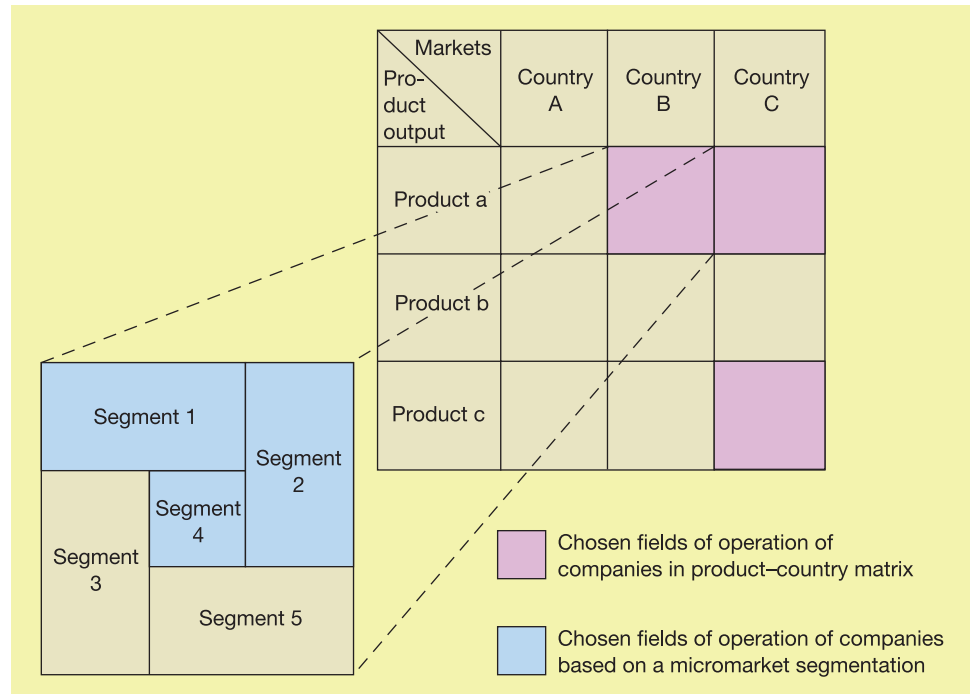 Markets
Pro-
duct
output
Country
A
Country
B
Country
C
Product a
Product b
Product c
Segment 1
Segment
2
Segment
3
Segment
4
Segment 5
Chosen fields of operation of
companies in product–country matrix
Chosen fields of operation of companies
based on a micromarket segmentation